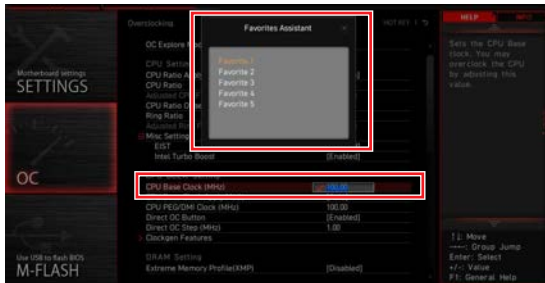 Overclocking
HOT KEY
HELP
INFO
Favorites Assistant
Favorite 1
Favorite 2
Favorite 3
Favorite 4
Favorite 5
OC Explore
CPU Setting
CPU Ratio
CPU Ratio
Adjusted CPU
CPU Ratio
Ring Ratio
Adjusted
Misc Setting
EIST
Intel Turbo Boost [Enabled]
CPU Base Clock (MHz) 100.00
CPU PEG/DMI Clock (MHz) 100.00
Direct OC Button [Enabled]
Direct OC Step (MHz) 1.00
Clockgen Features
DRAM Setting
Extreme Memory Profile(XMP) [Disabled]
Motherboard settings
SETTINGS
OC
Use USB to flash BIOS
M-FLASH
Sets the CPU Base
clock. You may
overclock the CPU
by adjusting this
value.
Move
Group Jump
Enter: Select
+/-: Value
F1: General Help